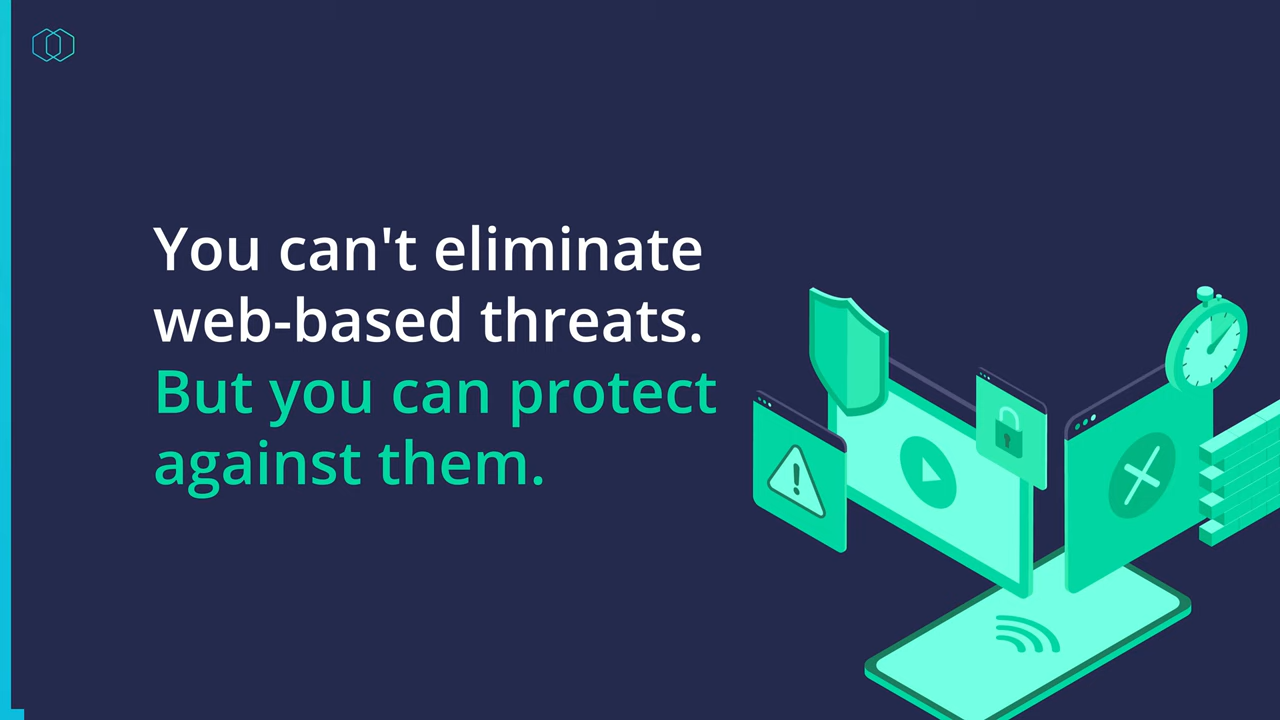 You can't eliminate
web-based threats.
But you can protect
against them.